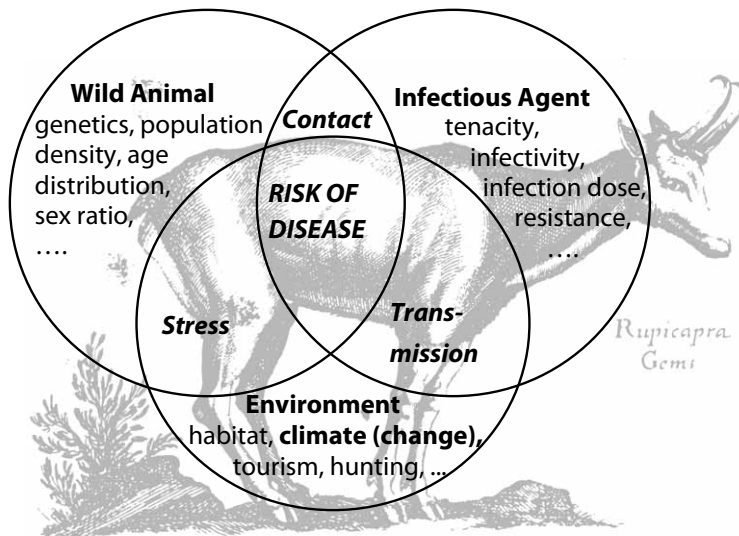 Wild Animal
genetics, population
density, age
distribution,
sex ratio,
....
Contact
Infectious Agent
tenacity,
infectivity,
infection dose,
resistance,
....
RISK OF
DISEASE
Stress
Trans-
mission
Rupicapra
Gems
Environment
habitat, climate (change),
tourism, hunting, ...